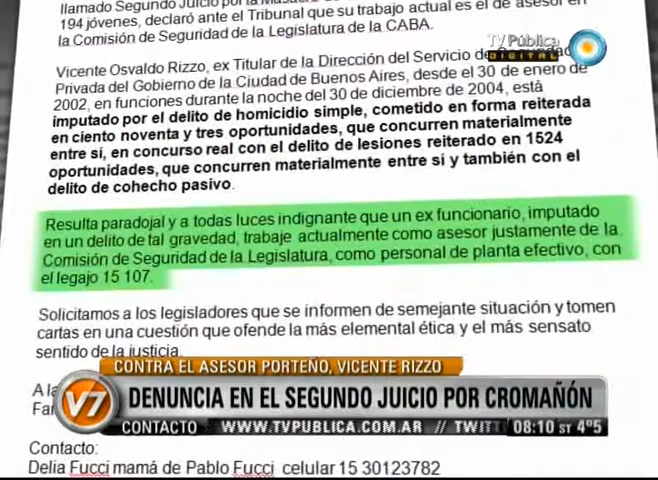 llamado Segundo Juicio por la
194 jóvenes, declaró ante el Tribunal que su trabajo actual es el de asesor en
la Comisión de Seguridad de la Legislatura de la CABA.
TV Pública
DIGITAL
Vicente Osvaldo Rizzo, ex Titular de la Dirección del Servicio de
Privada del Gobierno de la Ciudad de Buenos Aires, desde el 30 de enero de
2002, en funciones durante la noche del 30 de diciembre de 2004, está
imputado por el delito de homicidio simple, cometido en forma reiterada
en ciento noventa y tres oportunidades, que concurren materialmente
entre sí, en concurso real con el delito de lesiones reiterado en 1524
oportunidades, que concurren materialmente entre sí y también con el
delito de cohecho pasivo.
Resulta paradojal y a todas luces indignante que un ex funcionario, imputado
en un delito de tal gravedad, trabaje actualmente como asesor justamente de la
Comisión de Seguridad de la Legislatura, como personal de planta efectivo, con
el legajo 15 107.
Solicitamos a los legisladores que se informen de semejante situación y tomen
cartas en una cuestión que ofende la más elemental ética y el más sensato
sentido de la justicia.
CONTRA EL ASESOR PORTEÑO, VICENTE RIZZO
V7
DENUNCIA EN EL SEGUNDO JUICIO POR CROMAÑÓN
CONTACTO WWW.TVPUBLICA.COM.AR // TWITT
08:10 ST 4º5
Contacto:
Delia Fucci mamá de Pablo Fucci celular 15 30123782